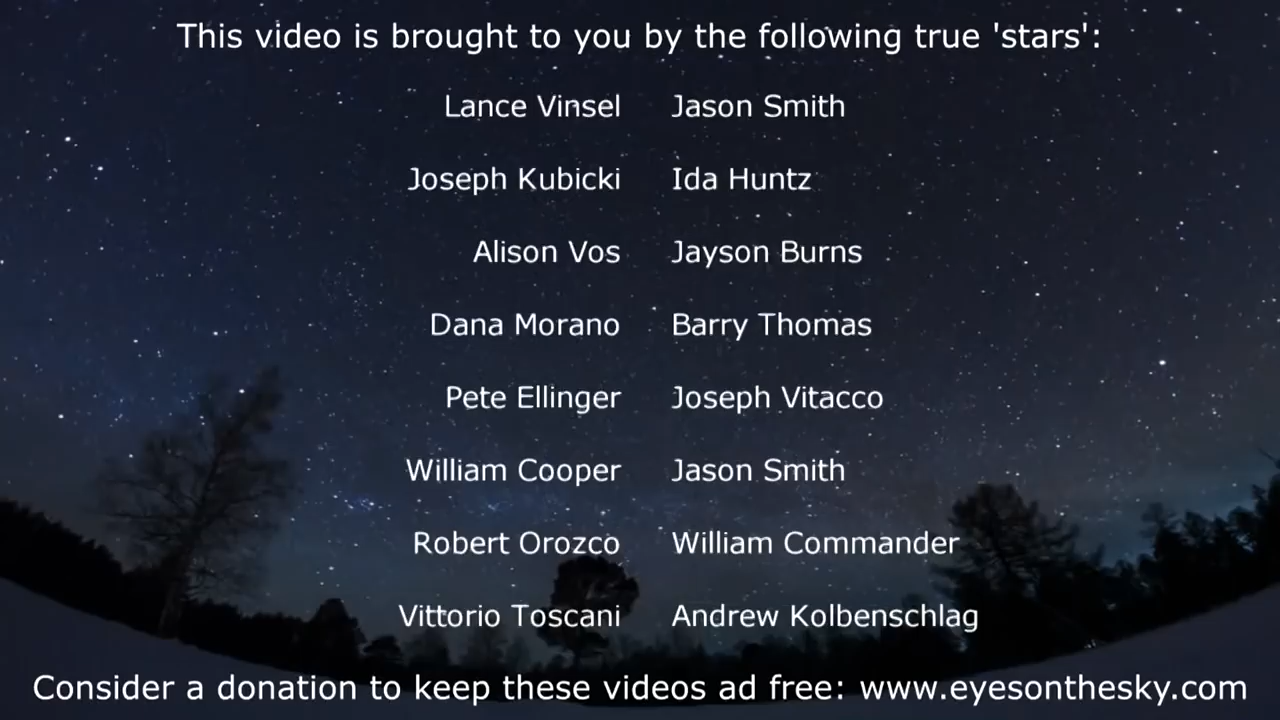 This video is brought to you by the following true 'stars':
Lance Vinsel Jason Smith
Joseph Kubicki Ida Huntz
Alison Vos Jayson Burns
Dana Morano Barry Thomas
Pete Ellinger Joseph Vitacco
William Cooper Jason Smith
Robert Orozco William Commander
Vittorio Toscani Andrew Kolbenschlag
Consider a donation to keep these videos ad free: www.eyesonthesky.com